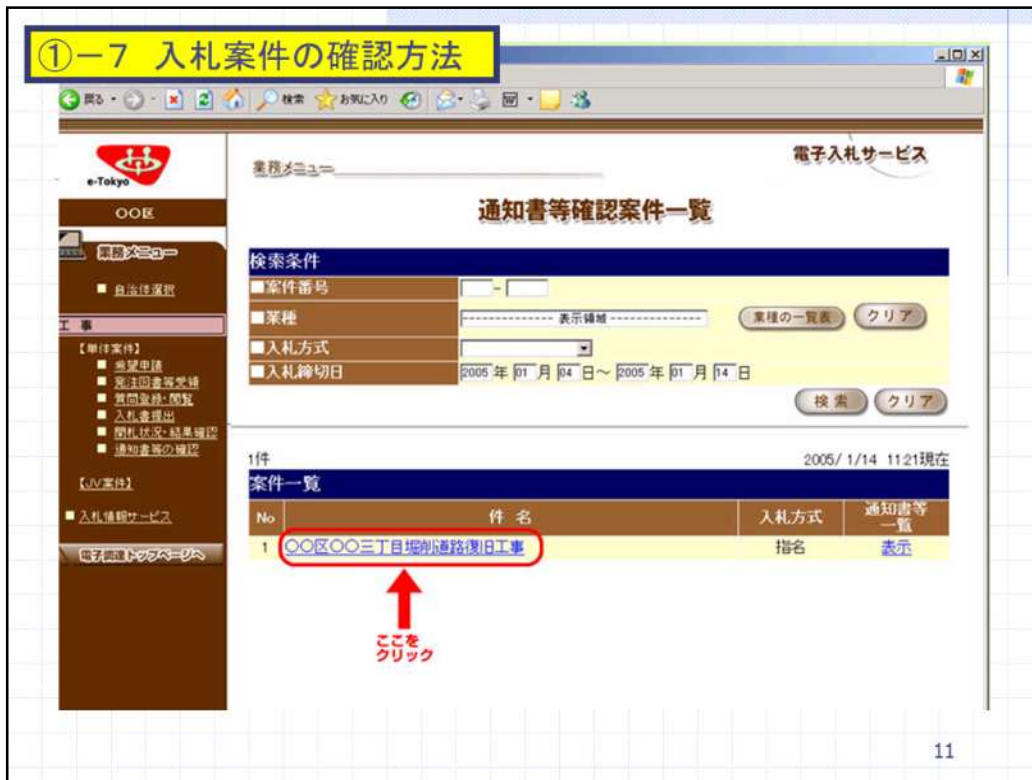 ①－7 入札案件の確認方法
戻る
検索 お気に入り
電子入札サービス
業務メニュー
e-Tokyo
〇〇区
通知書等確認案件一覧
業務メニュー
■ 自治体選択
工 事
【単体案件】
■ 希望申請
■ 発注図書等受領
■ 質問登録・閲覧
■ 入札書提出
■ 開札状況・結果確認
■ 通知書等の確認
【JV案件】
■ 入札情報サービス
電子調達トップページへ
検索条件
■案件番号 -
■業種 -------------- 表示領域 -------------- 業種の一覧表 クリア
■入札方式
■入札締切日 2005 年 01 月 04 日～ 2005 年 01 月 14 日
検 索 クリア
1件 2005/ 1/14 11:21現在
案件一覧
No 件 名 入札方式 通知書等一覧
1 〇〇区〇〇三丁目掘削道路復旧工事 指名 表示
ここを
クリック
11